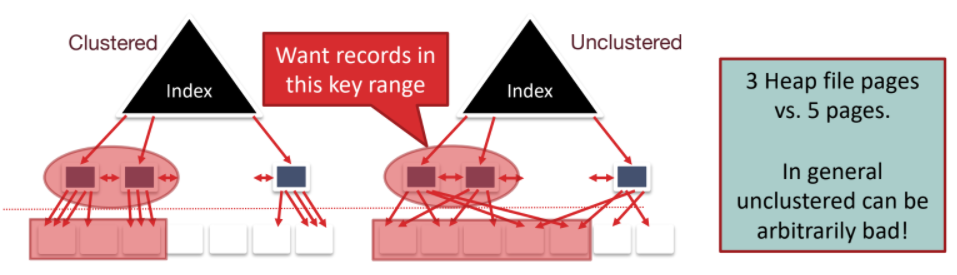 Clustered
Index
Want records in
this key range
Unclustered
Index
3 Heap file pages
vs. 5 pages.
In general
unclustered can be
arbitrarily bad!